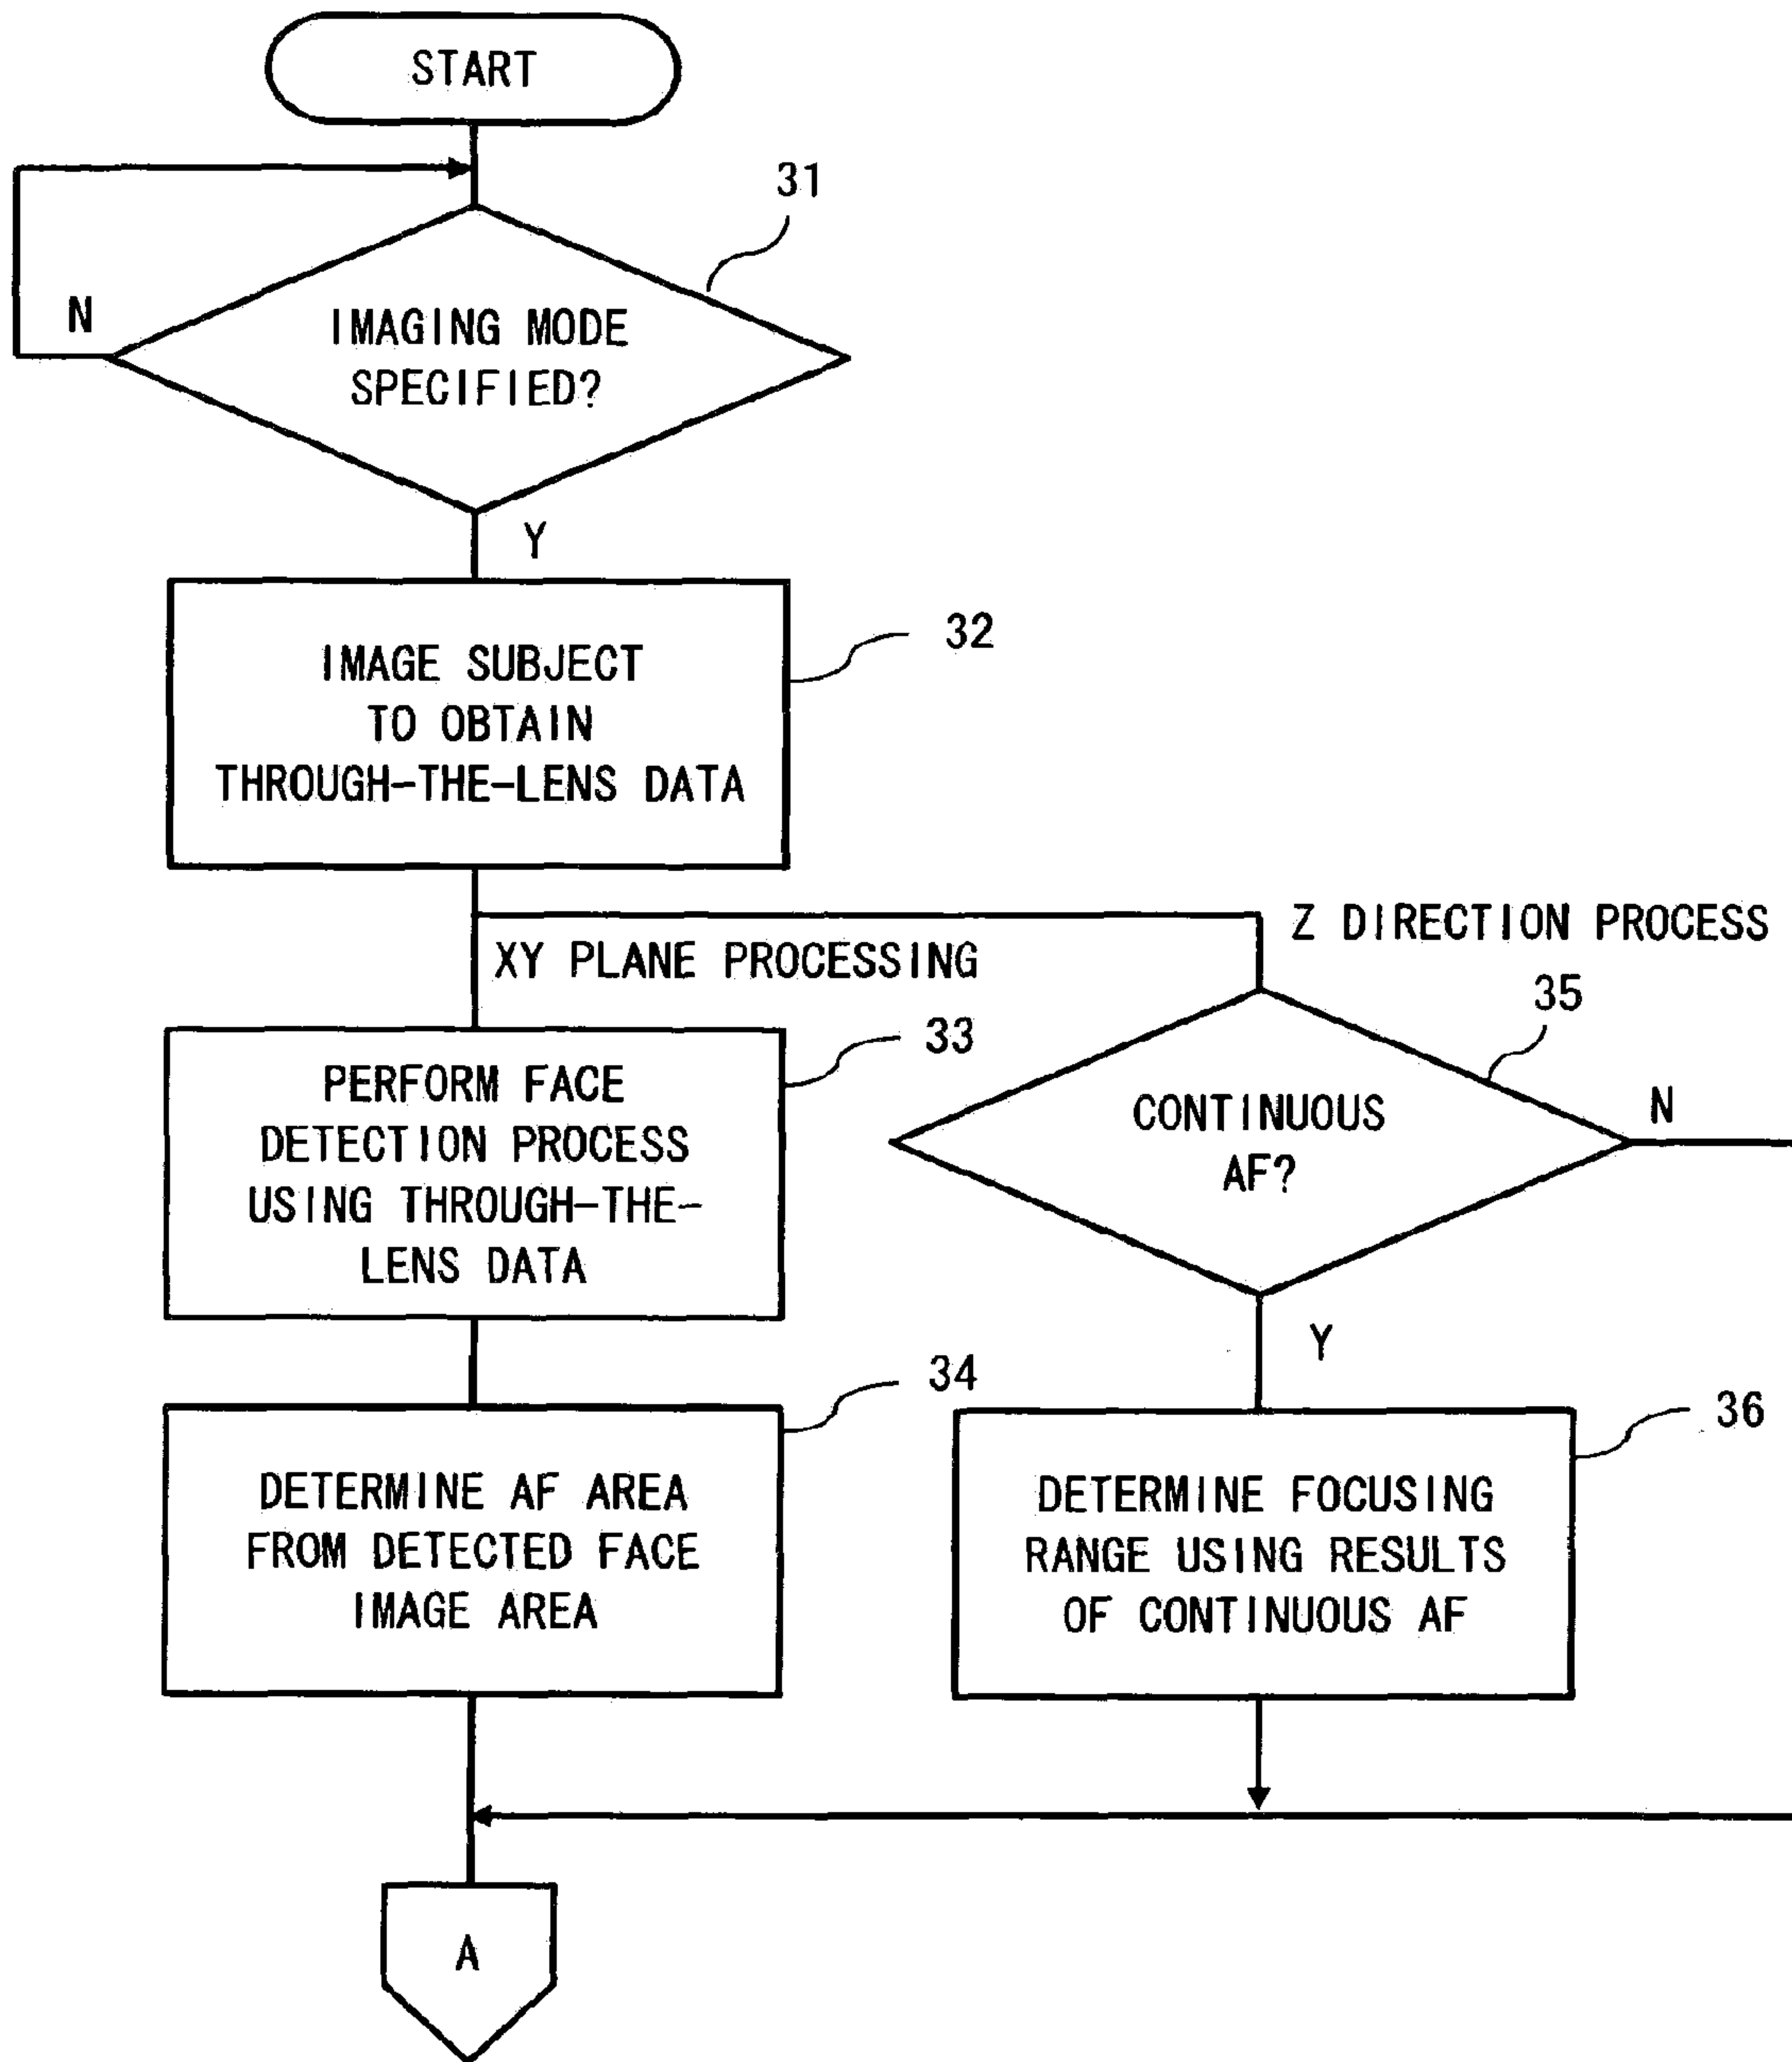 START
31
N
IMAGING MODE
SPECIFIED?
Y
32
IMAGE SUBJECT
TO OBTAIN
THROUGH-THE-LENS DATA
XY PLANE PROCESSING
Z DIRECTION PROCESS
33
PERFORM FACE
DETECTION PROCESS
USING THROUGH-THE-
LENS DATA
35
CONTINUOUS
AF?
N
Y
34
DETERMINE AF AREA
FROM DETECTED FACE
IMAGE AREA
36
DETERMINE FOCUSING
RANGE USING RESULTS
OF CONTINUOUS AF
A